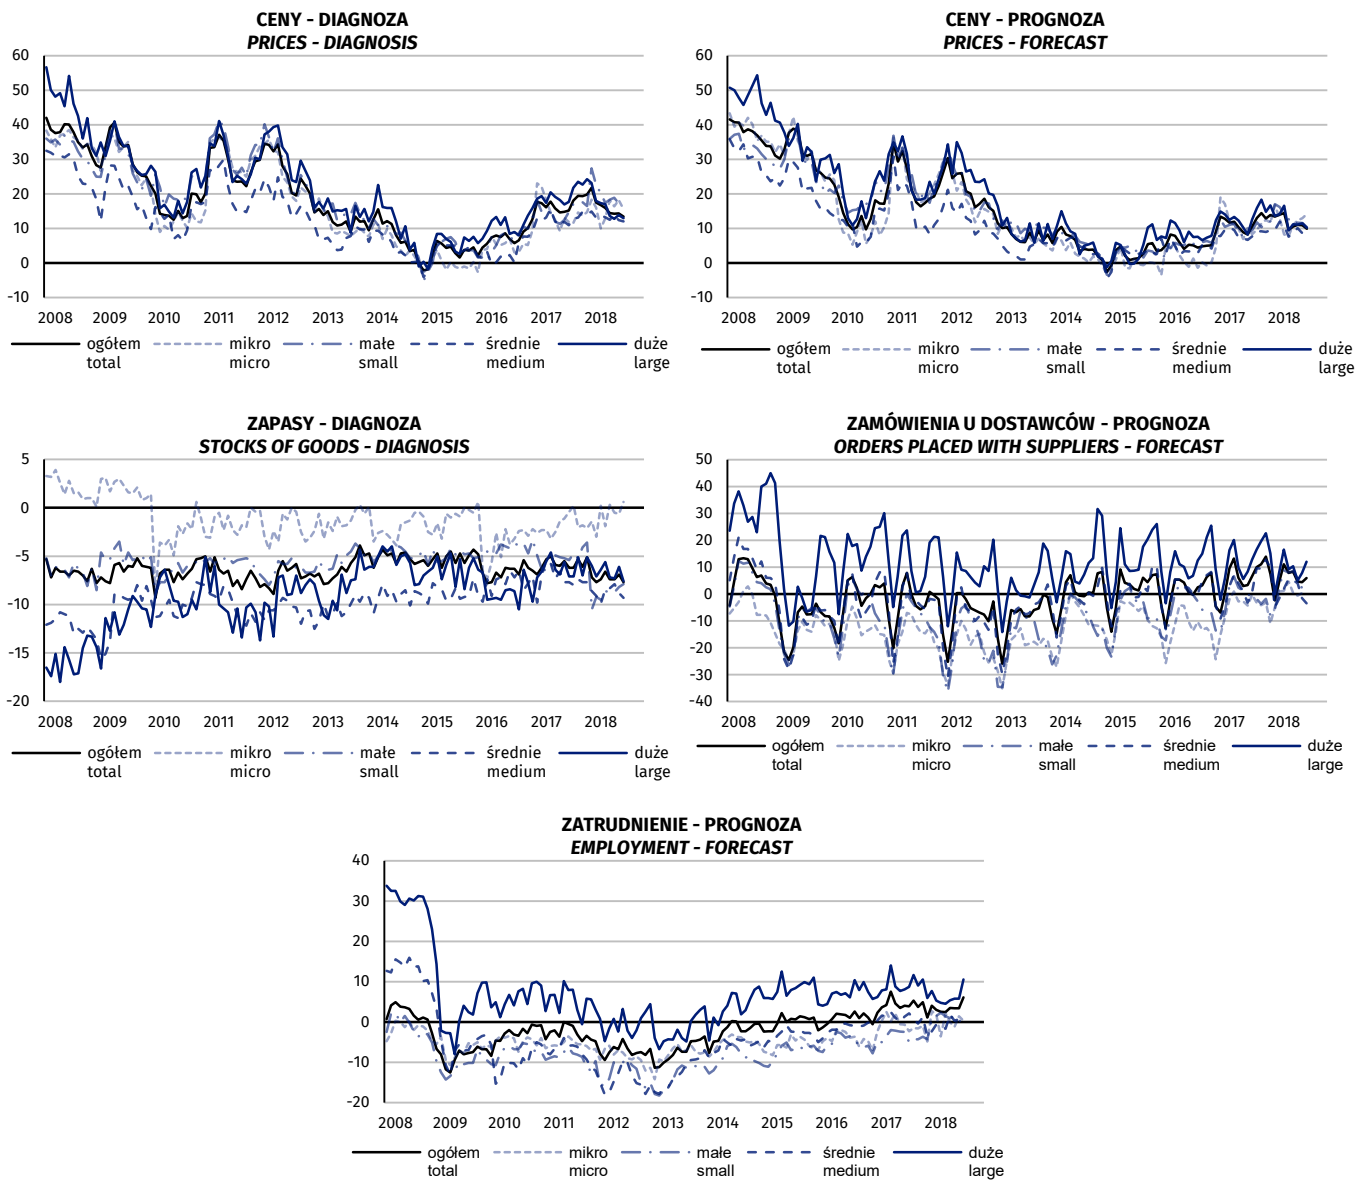 CENY - DIAGNOZA
PRICES - DIAGNOSIS
60
50
40
30
20
10
0
-10
2008 2009 2010 2011 2012 2013 2014 2015 2016 2017 2018
ogółem mikro małe średnie duże
total micro small medium large
CENY - PROGNOZA
PRICES - FORECAST
60
50
40
30
20
10
0
-10
2008 2009 2010 2011 2012 2013 2014 2015 2016 2017 2018
ogółem mikro małe średnie duże
total micro small medium large
ZAPASY - DIAGNOZA
STOCKS OF GOODS - DIAGNOSIS
5
0
-5
-10
-15
-20
2008 2009 2010 2011 2012 2013 2014 2015 2016 2017 2018
ogółem mikro małe średnie duże
total micro small medium large
ZAMÓWIENIA U DOSTAWCÓW - PROGNOZA
ORDERS PLACED WITH SUPPLIERS - FORECAST
50
40
30
20
10
0
-10
-20
-30
-40
2008 2009 2010 2011 2012 2013 2014 2015 2016 2017 2018
ogółem mikro małe średnie duże
total micro small medium large
ZATRUDNIENIE - PROGNOZA
EMPLOYMENT - FORECAST
40
30
20
10
0
-10
-20
2008 2009 2010 2011 2012 2013 2014 2015 2016 2017 2018
ogółem mikro małe średnie duże
total micro small medium large